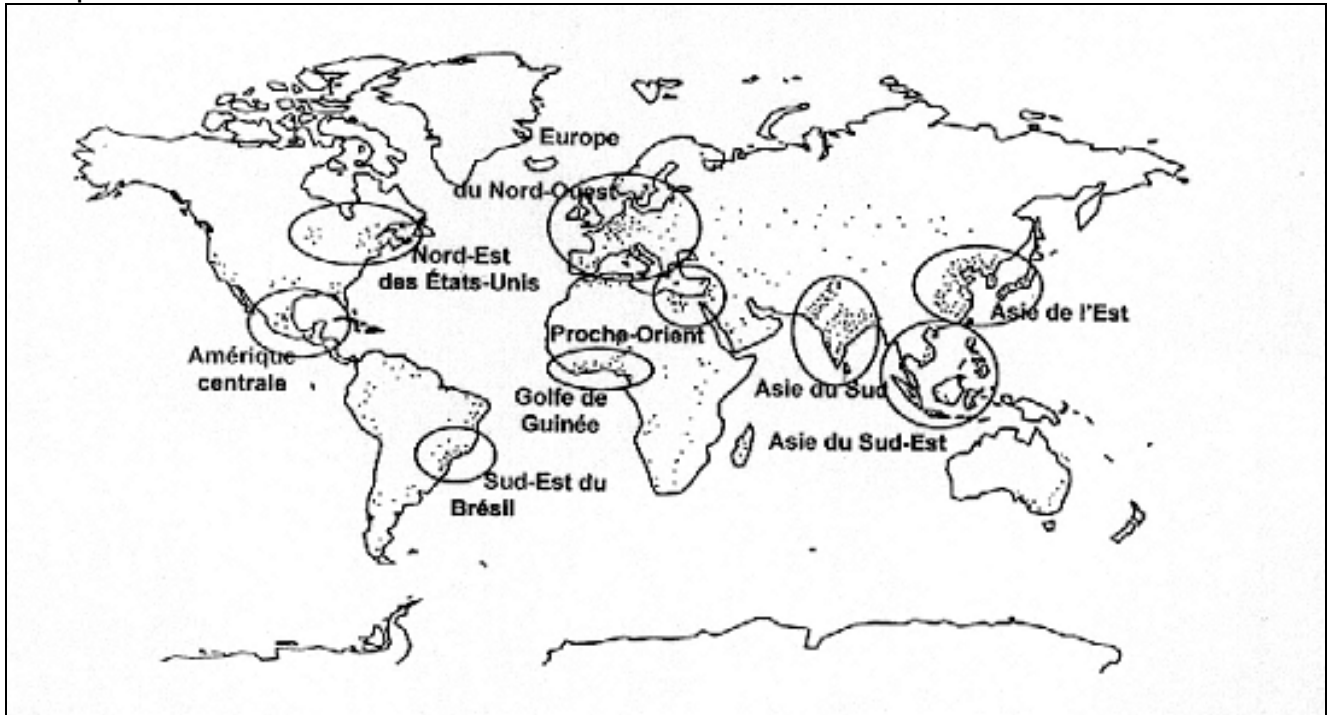 Europe
du Nord-Ouest
Nord-Est
des États-Unis
Asie de l'Est
Proche-Orient
Amérique
centrale
Asie du Sud
Golfe de
Guinée
Asie du Sud-Est
Sud-Est du
Brésil